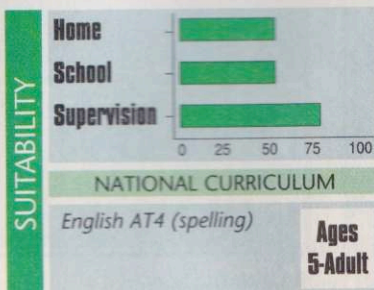 SUITABILITY
Home
School
Supervision
0 25 50 75 100
NATIONAL CURRICULUM
English AT4 (spelling)
Ages
5-Adult